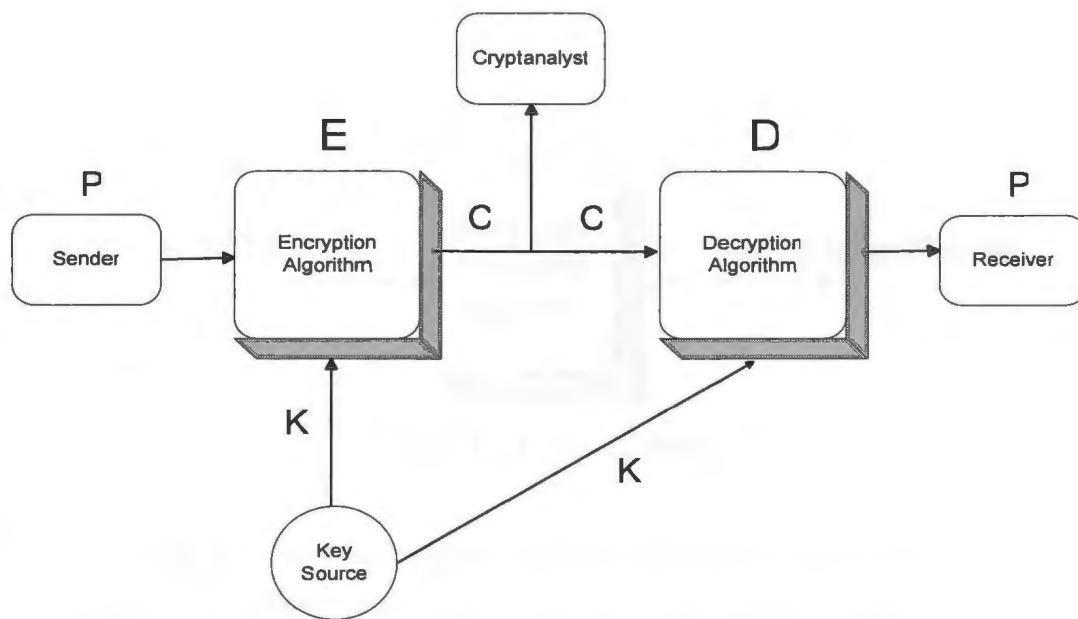 Cryptanalyst
E
D
P
P
Sender
Encryption
Algorithm
C
C
Decryption
Algorithm
Receiver
K
K
Key
Source